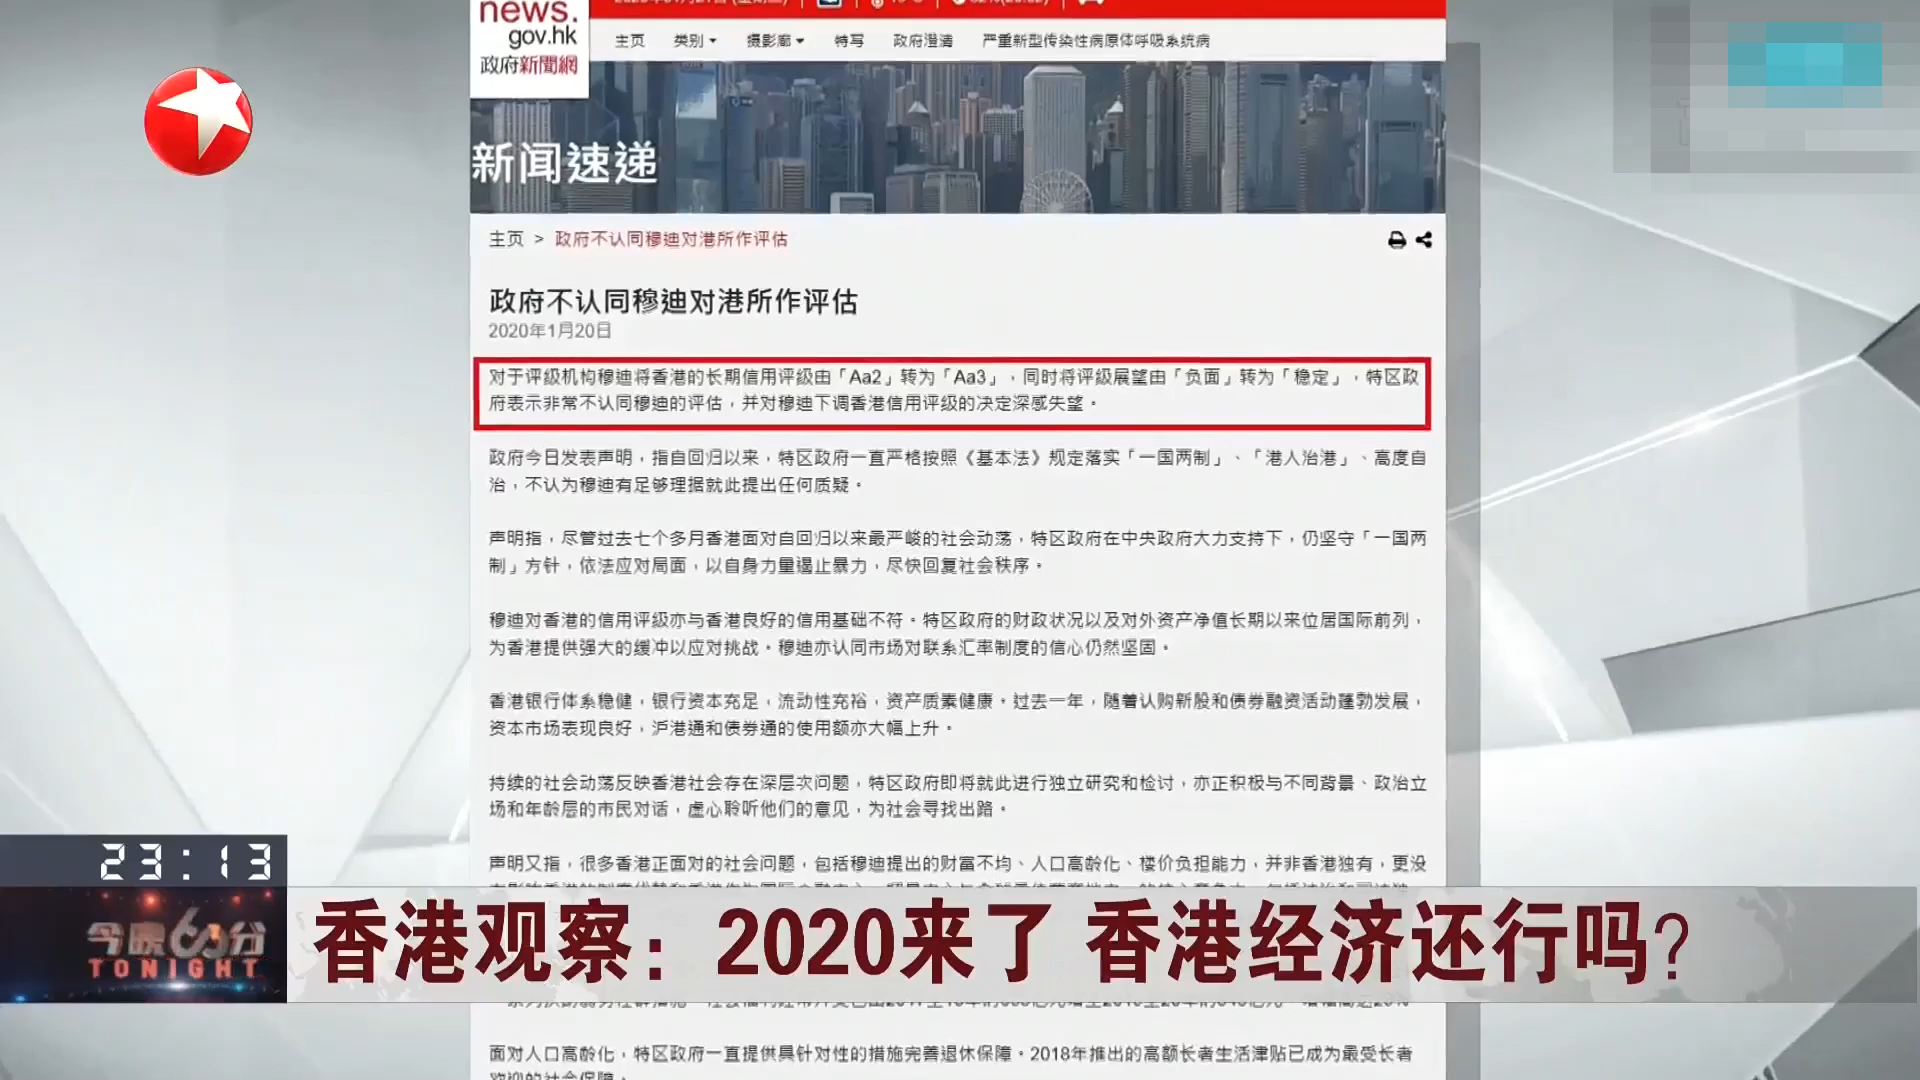 news.
gov.hk
政府新聞網
主页 类别 摄影廊 特写 政府澄清 严重新型传染性病原体呼吸系统病
新闻速递
主页 > 政府不认同穆迪对港所作评估
政府不认同穆迪对港所作评估
2020年1月20日
对于评级机构穆迪将香港的长期信用评级由「Aa2」转为「Aa3」，同时将评级展望由「负面」转为「稳定」，特区政
府表示非常不认同穆迪的评估，并对穆迪下调香港信用评级的决定深感失望。
政府今日发表声明，指自回归以来，特区政府一直严格按照《基本法》规定落实「一国两制」、「港人治港」、高度自
治，不认为穆迪有足够理据就此提出任何质疑。
声明指，尽管过去七个多月香港面对自回归以来最严峻的社会动荡，特区政府在中央政府大力支持下，仍坚守「一国两
制」方针，依法应对局面，以自身力量遏止暴力，尽快回复社会秩序。
穆迪对香港的信用评级亦与香港良好的信用基础不符。特区政府的财政状况以及对外资产净值长期以来位居国际前列，
为香港提供强大的缓冲以应对挑战。穆迪亦认同市场对联系汇率制度的信心仍然坚固。
香港银行体系稳健，银行资本充足，流动性充裕，资产质素健康。过去一年，随着认购新股和债券融资活动蓬勃发展，
资本市场表现良好，沪港通和债券通的使用额亦大幅上升。
持续的社会动荡反映香港社会存在深层次问题，特区政府即将就此进行独立研究和检讨，亦正积极与不同背景、政治立
场和年龄层的市民对话，虚心聆听他们的意见，为社会寻找出路。
声明又指，很多香港正面对的社会问题，包括穆迪提出的财富不均、人口高龄化、楼价负担能力，并非香港独有，更没
23:13
今晚60分
TONIGHT
香港观察：2020来了 香港经济还行吗?
面对人口高龄化，特区政府一直提供具针对性的措施完善退休保障。2018年推出的高额长者生活津贴已成为最受长者